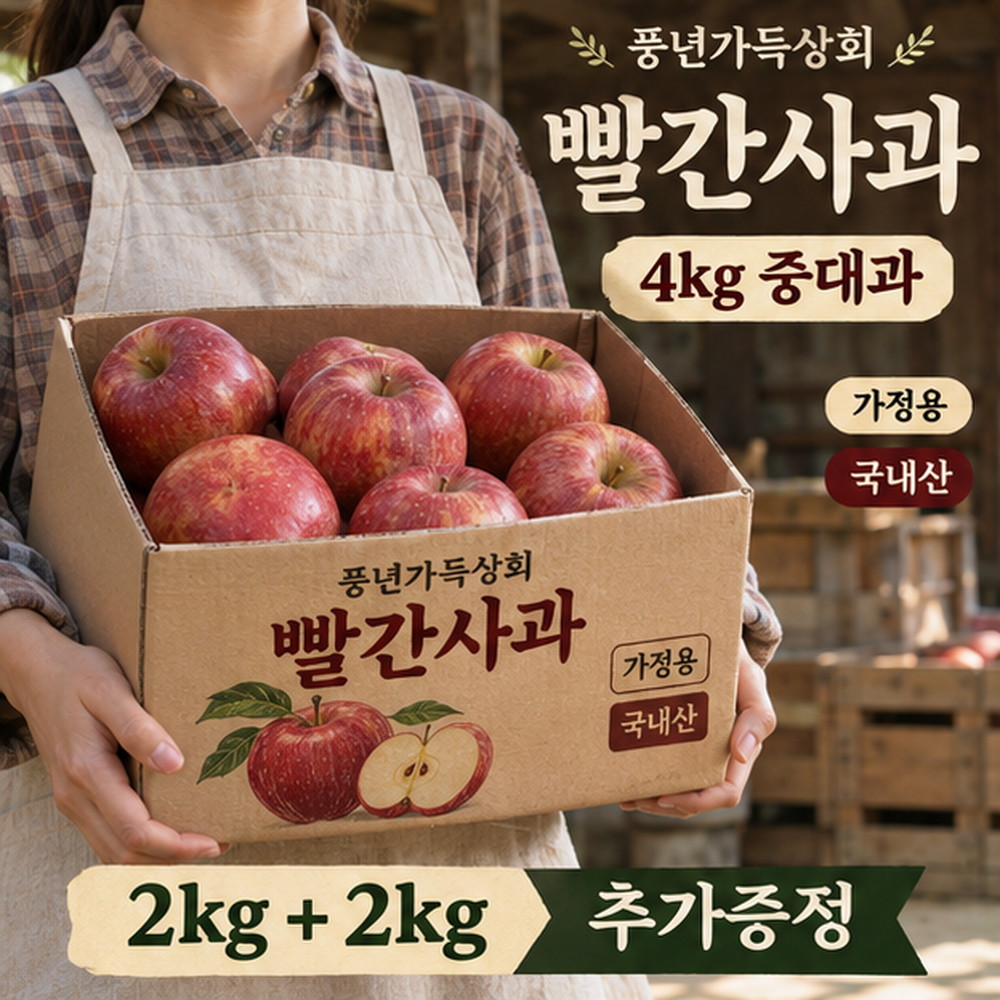 풍년가득상회
빨간사과
4kg 중대과
가정용
국내산
풍년가득상회
빨간사과
가정용
국내산
2kg + 2kg 추가증정